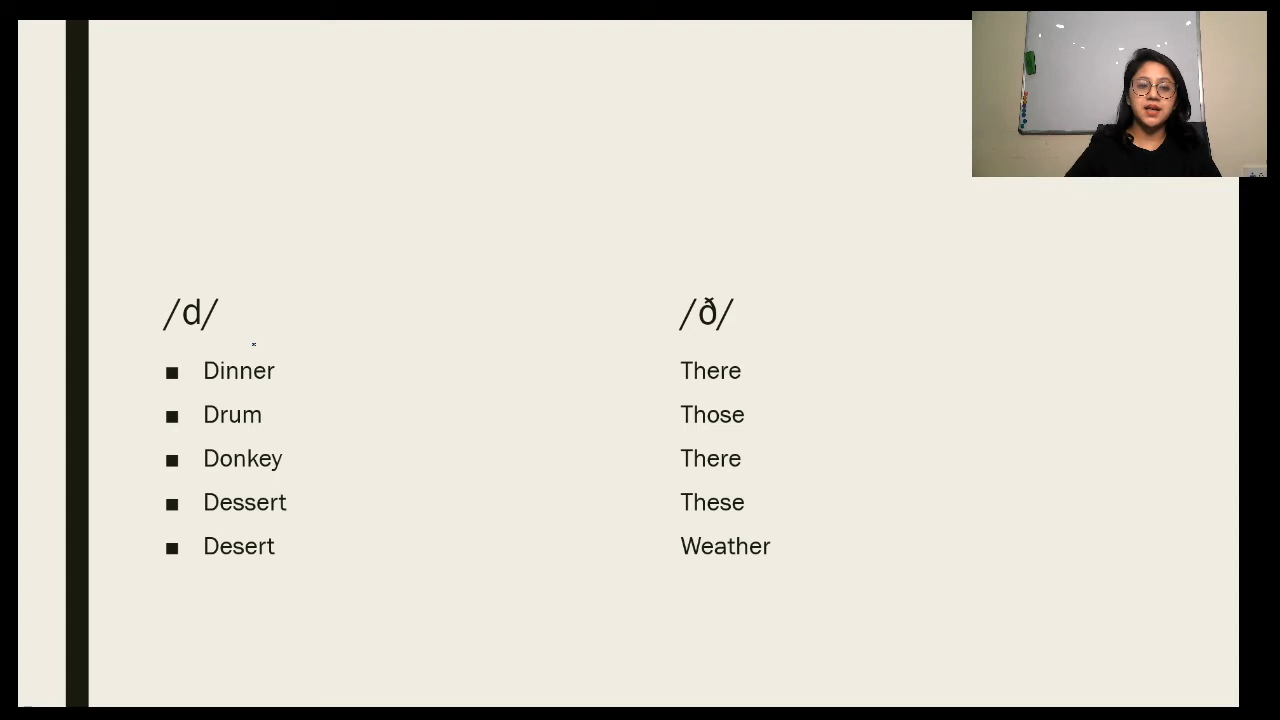 /d/
Dinner
Drum
Donkey
Dessert
Desert
/ð/
There
Those
There
These
Weather